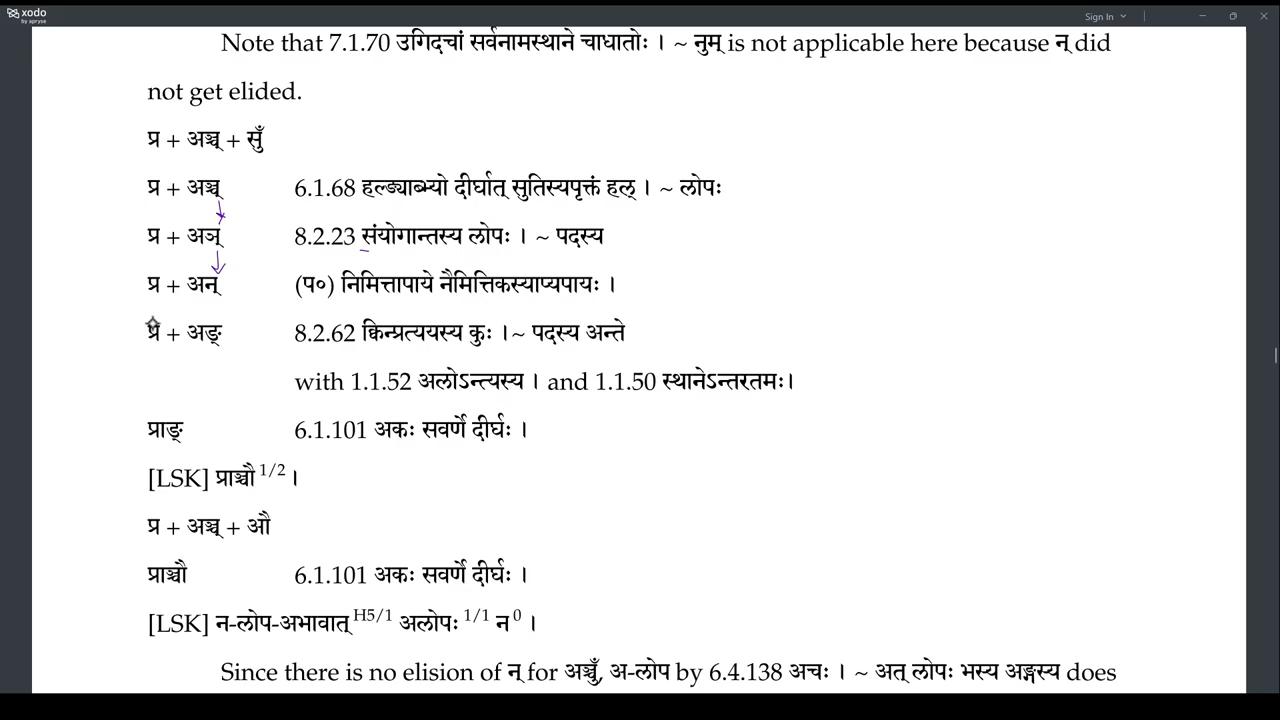 xodo
by apryse
Sign In
Note that 7.1.70 उगिदचां सर्वनामस्थाने चाधातोः । ~ नुम् is not applicable here because न् did
not get elided.
प्र + अञ्च् + सुँ
प्र + अञ्च् 6.1.68 हल्ङ्याब्भ्यो दीर्घात् सुतिस्यपृक्तं हल् । ~ लोपः
प्र + अञ् 8.2.23 संयोगान्तस्य लोपः । ~ पदस्य
प्र + अन् (प०) निमित्तापाये नैमित्तिकस्याप्यपायः ।
प्र + अङ् 8.2.62 क्विन्प्रत्ययस्य कुः । ~ पदस्य अन्ते
with 1.1.52 अलोऽन्त्यस्य । and 1.1.50 स्थानेऽन्तरतमः।
प्राङ् 6.1.101 अकः सवर्णे दीर्घः ।
[LSK] प्राञ्चौ 1/2 ।
प्र + अञ्च् + औ
प्राञ्चौ 6.1.101 अकः सवर्णे दीर्घः ।
[LSK] न-लोप-अभावात् H5/1 अलोपः 1/1 न 0 ।
Since there is no elision of न् for अञ्चुँ, अ-लोप by 6.4.138 अचः । ~ अत् लोपः भस्य अङ्गस्य does